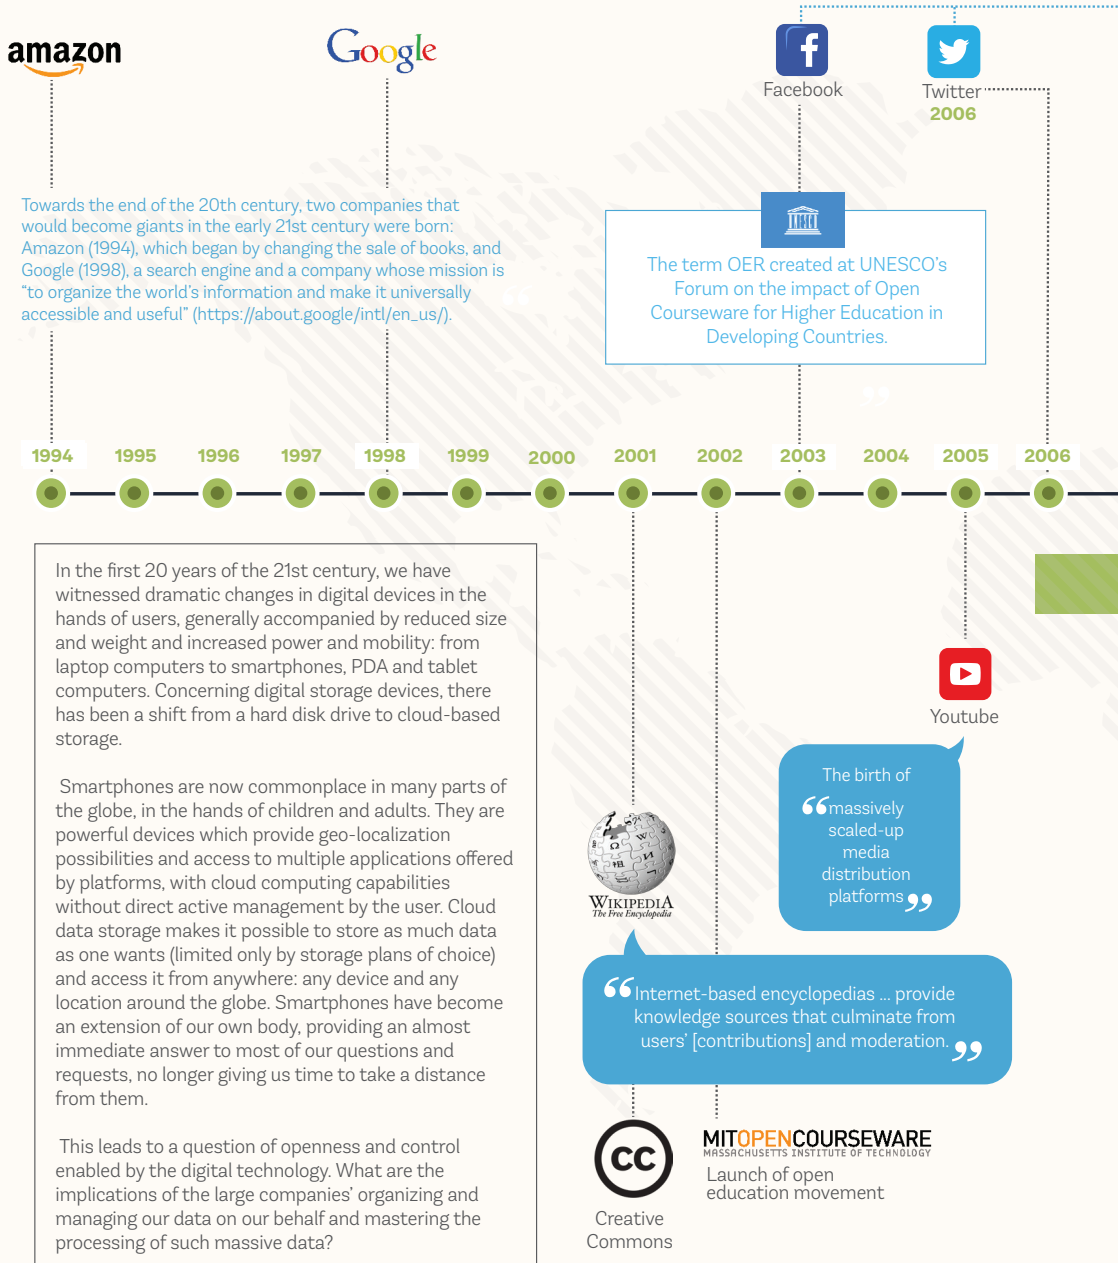 amazon
Google
Facebook
Twitter
2006
Towards the end of the 20th century, two companies that
would become giants in the early 21st century were born:
Amazon (1994), which began by changing the sale of books, and
Google (1998), a search engine and a company whose mission is
“to organize the world’s information and make it universally
accessible and useful” (https://about.google/intl/en_us/).
The term OER created at UNESCO’s
Forum on the impact of Open
Courseware for Higher Education in
Developing Countries.
1994 1995 1996 1997 1998 1999 2000 2001 2002 2003 2004 2005 2006
In the first 20 years of the 21st century, we have
witnessed dramatic changes in digital devices in the
hands of users, generally accompanied by reduced size
and weight and increased power and mobility: from
laptop computers to smartphones, PDA and tablet
computers. Concerning digital storage devices, there
has been a shift from a hard disk drive to cloud-based
storage.
Smartphones are now commonplace in many parts of
the globe, in the hands of children and adults. They are
powerful devices which provide geo-localization
possibilities and access to multiple applications offered
by platforms, with cloud computing capabilities
without direct active management by the user. Cloud
data storage makes it possible to store as much data
as one wants (limited only by storage plans of choice)
and access it from anywhere: any device and any
location around the globe. Smartphones have become
an extension of our own body, providing an almost
immediate answer to most of our questions and
requests, no longer giving us time to take a distance
from them.
This leads to a question of openness and control
enabled by the digital technology. What are the
implications of the large companies’ organizing and
managing our data on our behalf and mastering the
processing of such massive data?
Youtube
The birth of
“massively
scaled-up
media
distribution
platforms”
WIKIPEDIA
The Free Encyclopedia
“Internet-based encyclopedias ... provide
knowledge sources that culminate from
users’ [contributions] and moderation.”
cc
Creative
Commons
MITOPENCOURSEWARE
MASSACHUSETTS INSTITUTE OF TECHNOLOGY
Launch of open
education movement